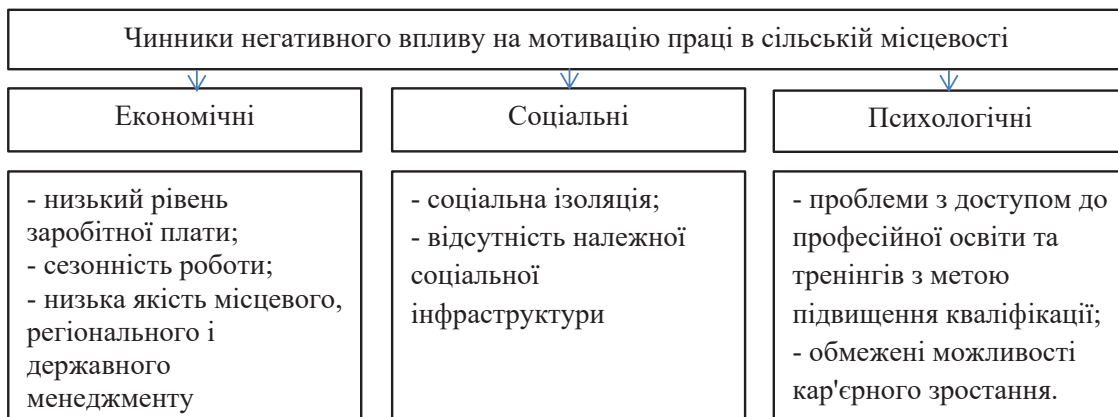 Чинники негативного впливу на мотивацію праці в сільській місцевості
Економічні
Соціальні
Психологічні
- низький рівень
заробітної плати;
- сезонність роботи;
- низька якість місцевого,
регіонального і
державного
менеджменту
- соціальна ізоляція;
- відсутність належної
соціальної
інфраструктури
- проблеми з доступом до
професійної освіти та
тренінгів з метою
підвищення кваліфікації;
- обмежені можливості
кар'єрного зростання.